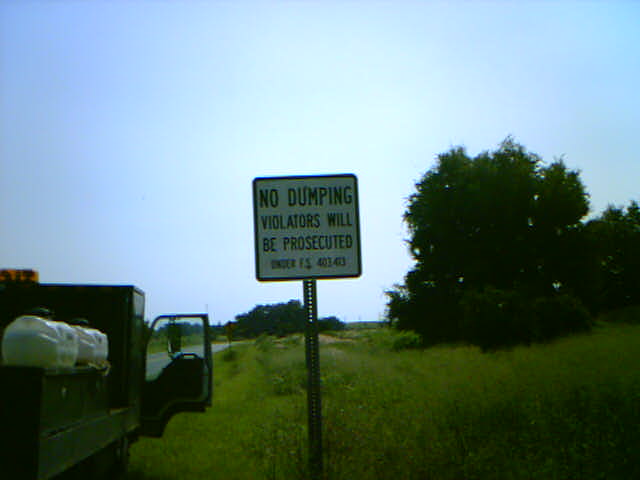 NO DUMPING
VIOLATORS WILL
BE PROSECUTED
UNDER F.S. 403.413